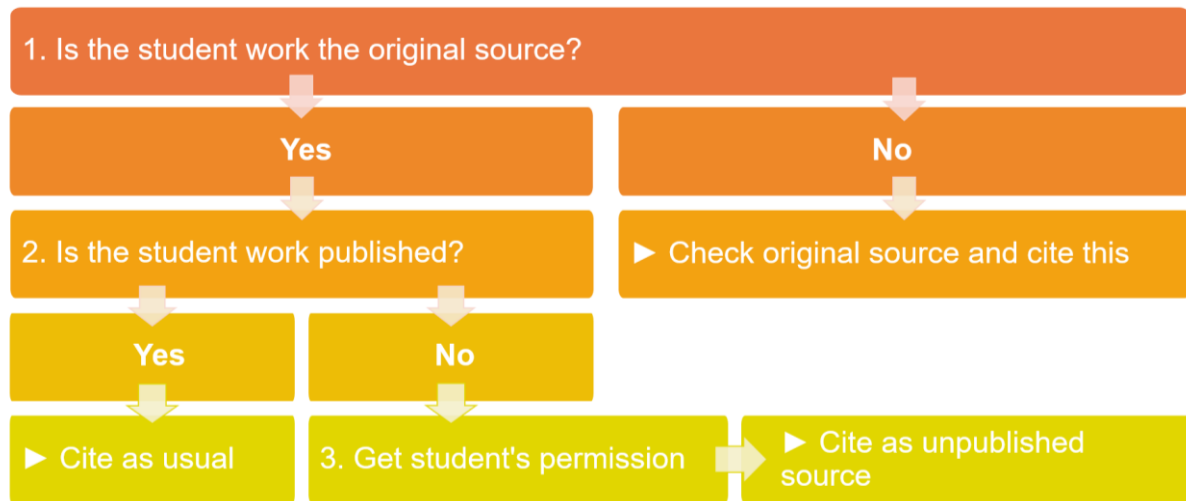 1. Is the student work the original source?
Yes
No
2. Is the student work published?
► Check original source and cite this
Yes
No
► Cite as usual
3. Get student's permission
► Cite as unpublished
source